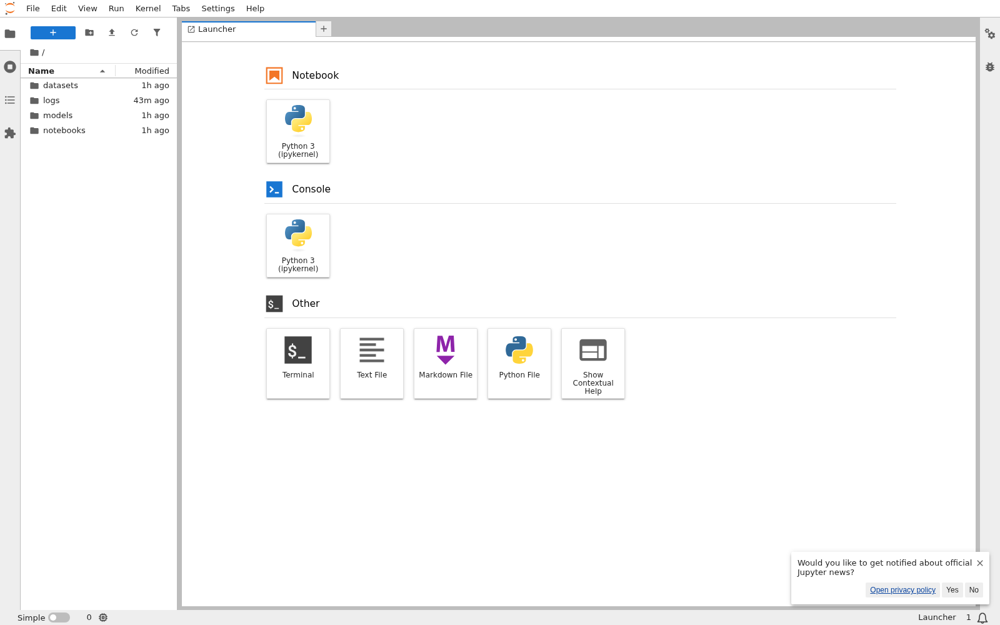 File Edit View Run Kernel Tabs Settings Help
Launcher
/
Name Modified
datasets 1h ago
logs 43m ago
models 1h ago
notebooks 1h ago
Notebook
Python 3
(ipykernel)
Console
Python 3
(ipykernel)
$_ Other
$_
Terminal
Text File
M
Markdown File
Python File
Show
Contextual
Help
Would you like to get notified about official
Jupyter news?
Open privacy policy Yes No
Simple 0 Launcher 1